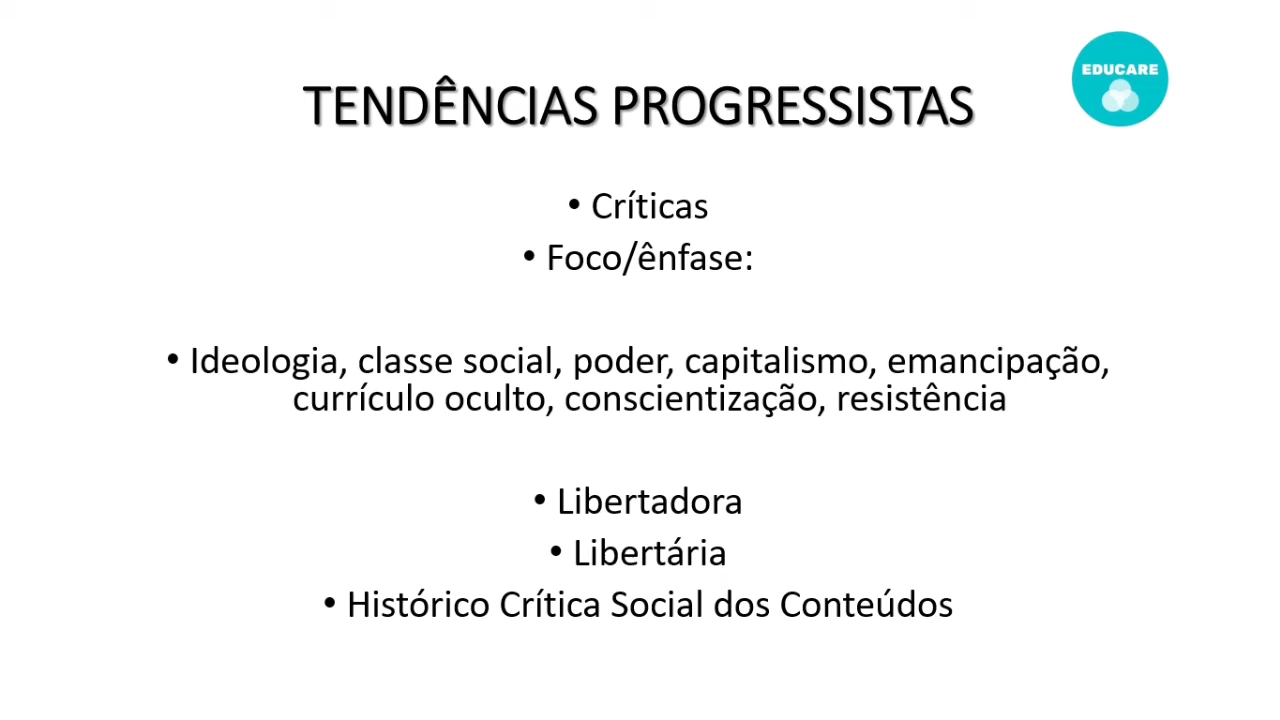 EDUCARE
TENDÊNCIAS PROGRESSISTAS
• Críticas
• Foco/ênfase:
• Ideologia, classe social, poder, capitalismo, emancipação,
currículo oculto, conscientização, resistência
• Libertadora
• Libertária
• Histórico Crítica Social dos Conteúdos